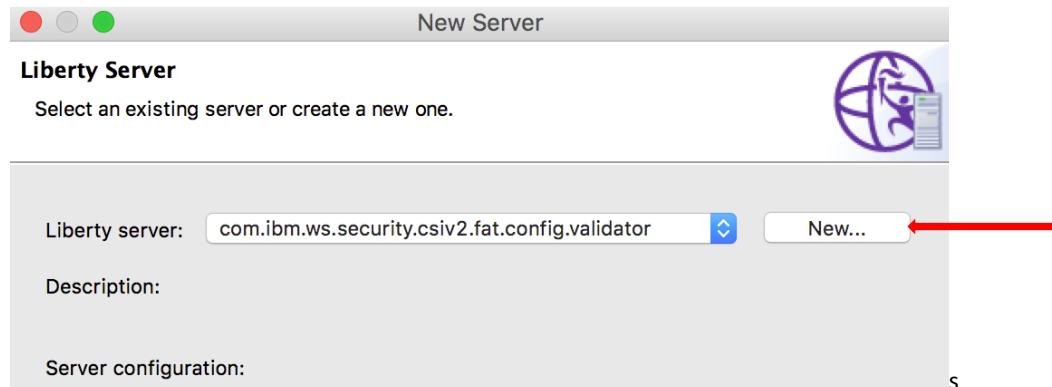 New Server
Liberty Server
Select an existing server or create a new one.
Liberty server: com.ibm.ws.security.csiv2.fat.config.validator New...
Description:
Server configuration:
s